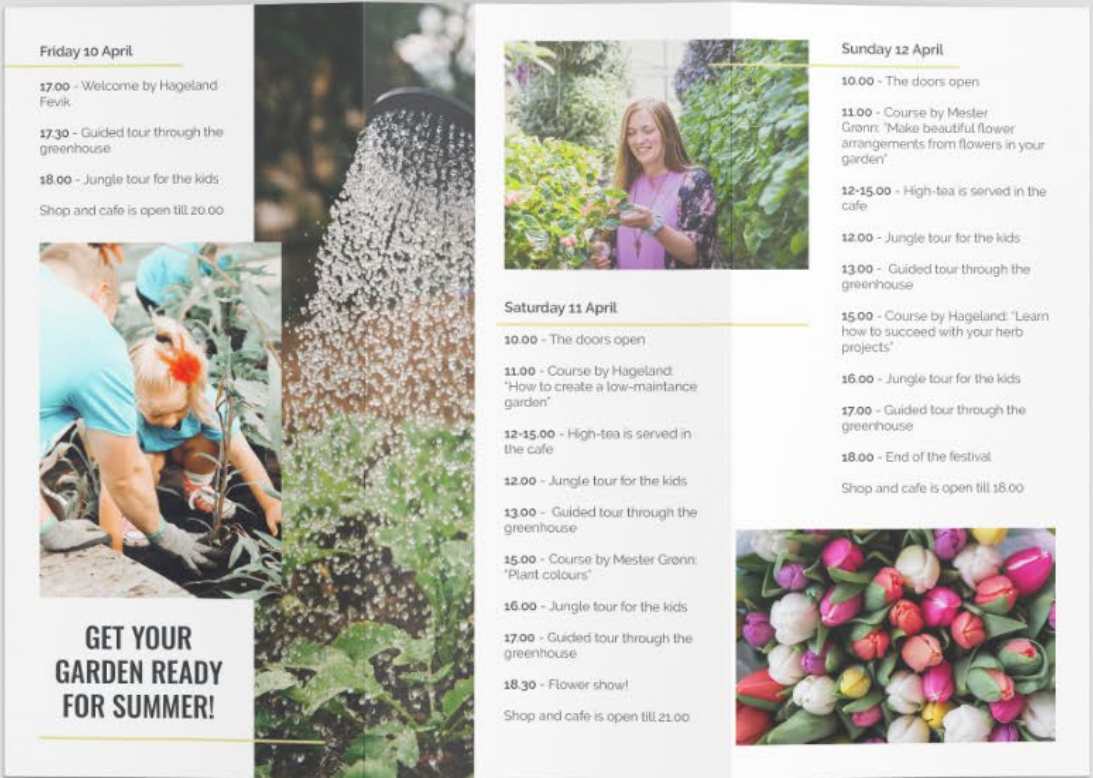 Friday 10 April
17.00 - Welcome by Hageland
Fevik
17.30 - Guided tour through the
greenhouse
18.00 - Jungle tour for the kids
Shop and cafe is open till 20.00
GET YOUR
GARDEN READY
FOR SUMMER!
Saturday 11 April
10.00 - The doors open
11.00 - Course by Hageland:
"How to create a low-maintance
garden"
12-15.00 - High-tea is served in
the cafe
12.00 - Jungle tour for the kids
13.00 - Guided tour through the
greenhouse
15.00 - Course by Mester Grønn:
"Plant colours"
16.00 - Jungle tour for the kids
17.00 - Guided tour through the
greenhouse
18.30 - Flower show!
Shop and cafe is open till 21.00
Sunday 12 April
10.00 - The doors open
11.00 - Course by Mester
Grønn: "Make beautiful flower
arrangements from flowers in your
garden"
12-15.00 - High-tea is served in the
cafe
12.00 - Jungle tour for the kids
13.00 - Guided tour through the
greenhouse
15.00 - Course by Hageland: "Learn
how to succeed with your herb
projects"
16.00 - Jungle tour for the kids
17.00 - Guided tour through the
greenhouse
18.00 - End of the festival
Shop and cafe is open till 18.00